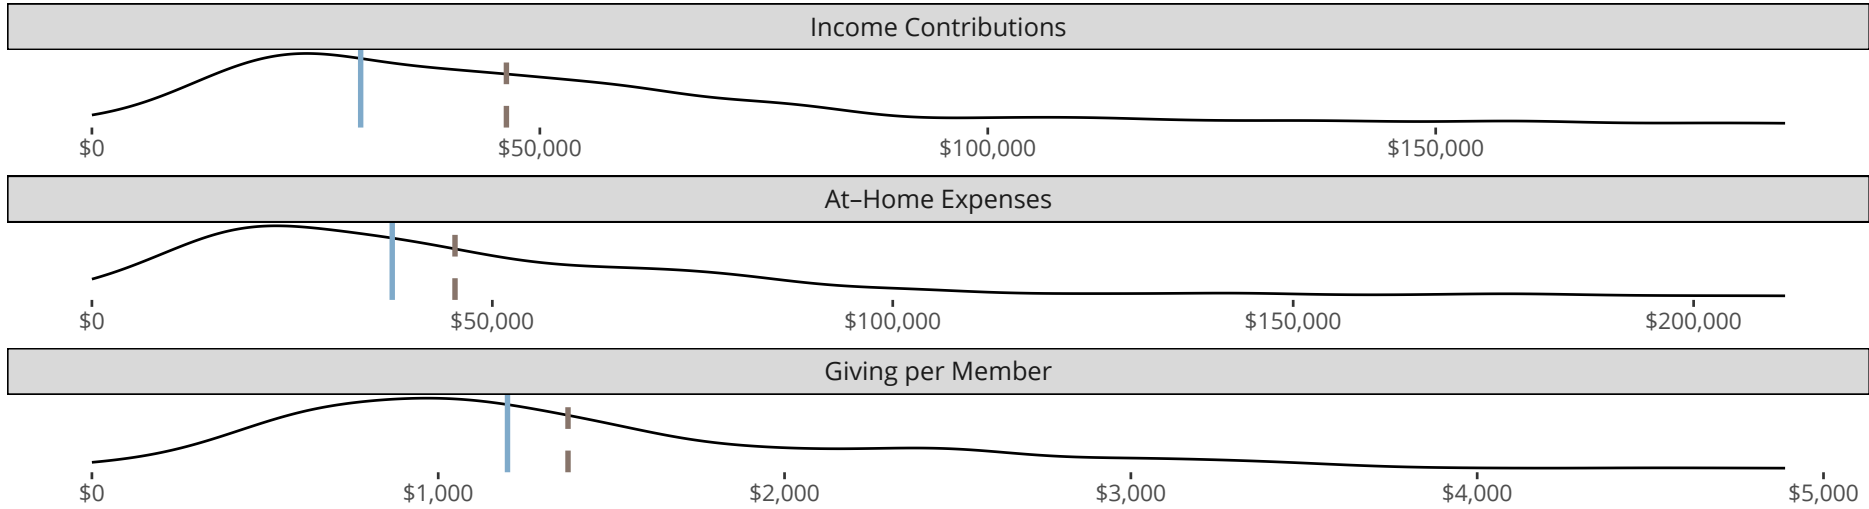 Income Contributions
$0 $50,000 $100,000 $150,000
At–Home Expenses
$0 $50,000 $100,000 $150,000 $200,000
Giving per Member
$0 $1,000 $2,000 $3,000 $4,000 $5,000